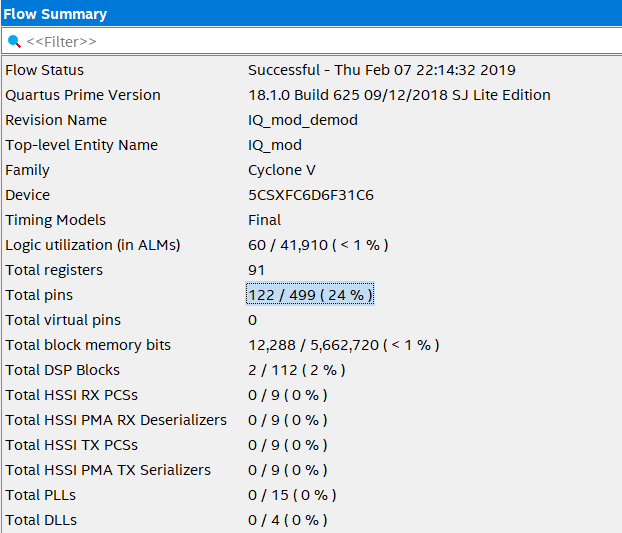 Flow Summary
<<Filter>>
Flow Status Successful - Thu Feb 07 22:14:32 2019
Quartus Prime Version 18.1.0 Build 625 09/12/2018 SJ Lite Edition
Revision Name IQ_mod_demod
Top-level Entity Name IQ_mod
Family Cyclone V
Device 5CSXFC6D6F31C6
Timing Models Final
Logic utilization (in ALMs) 60 / 41,910 ( < 1 % )
Total registers 91
Total pins 122 / 499 ( 24 % )
Total virtual pins 0
Total block memory bits 12,288 / 5,662,720 ( < 1 % )
Total DSP Blocks 2 / 112 ( 2 % )
Total HSSI RX PCSs 0 / 9 ( 0 % )
Total HSSI PMA RX Deserializers 0 / 9 ( 0 % )
Total HSSI TX PCSs 0 / 9 ( 0 % )
Total HSSI PMA TX Serializers 0 / 9 ( 0 % )
Total PLLs 0 / 15 ( 0 % )
Total DLLs 0 / 4 ( 0 % )